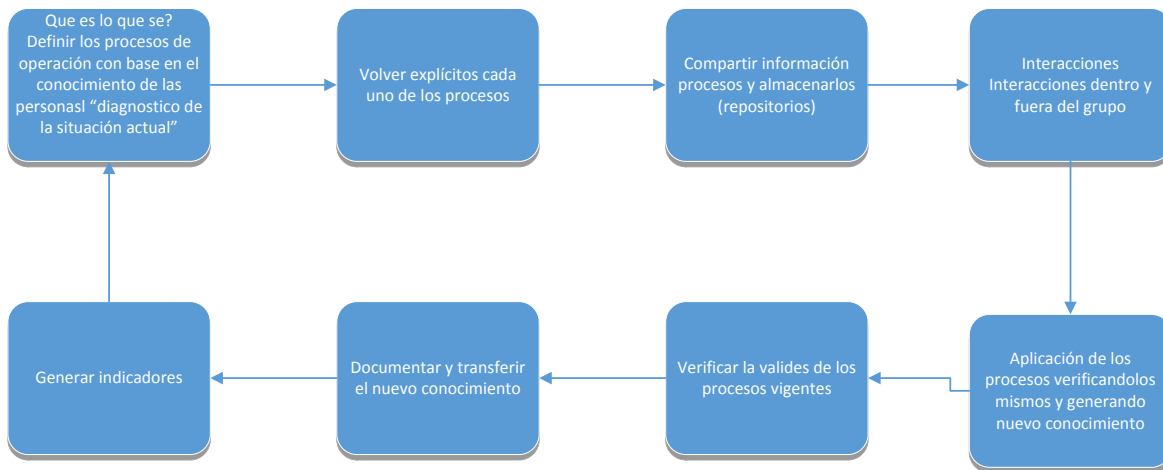 Que es lo que se?
Definir los procesos de
operación con base en el
conocimiento de las
personasl “diagnostico de
la situación actual”
Volver explícitos cada
uno de los procesos
Compartir información
procesos y almacenarlos
(repositorios)
Interacciones
Interacciones dentro y
fuera del grupo
Aplicación de los
procesos verificandolos
mismos y generando
nuevo conocimiento
Verificar la valides de los
procesos vigentes
Documentar y transferir
el nuevo conocimiento
Generar indicadores